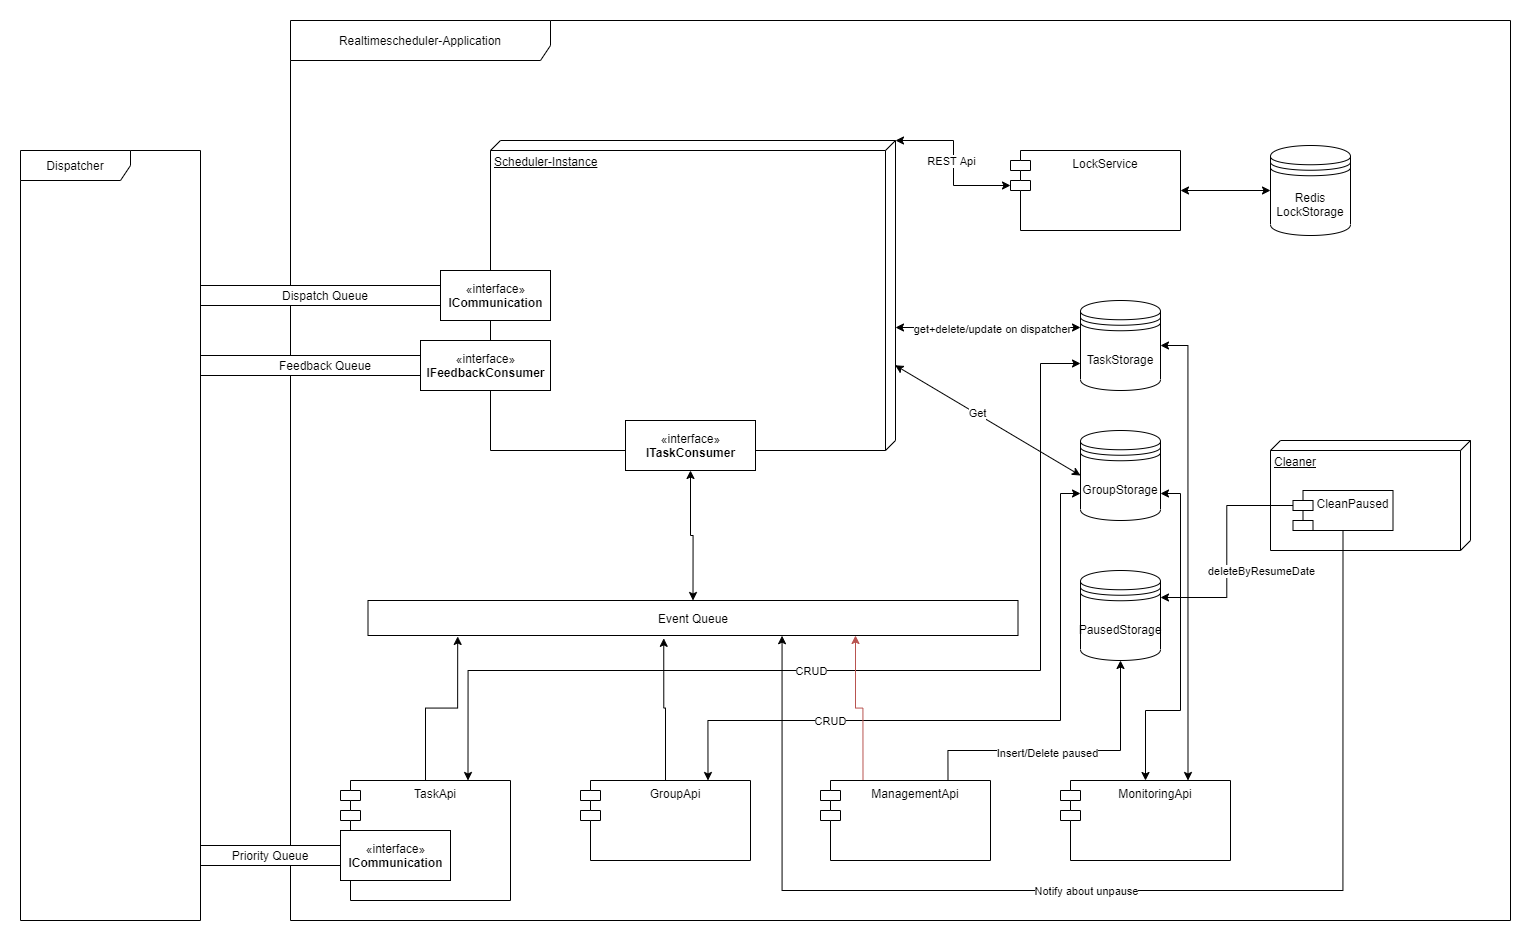 Realtimescheduler-Application
Dispatcher
Scheduler-Instance
REST Api
LockService
Redis
LockStorage
«interface»
ICommunication
Dispatch Queue
«interface»
IFeedbackConsumer
Feedback Queue
get+delete/update on dispatcher
TaskStorage
Get
«interface»
ITaskConsumer
GroupStorage
Cleaner
CleanPaused
deleteByResumeDate
PausedStorage
Event Queue
CRUD
CRUD
Insert/Delete paused
TaskApi
GroupApi
ManagementApi
MonitoringApi
Priority Queue
«interface»
ICommunication
Notify about unpause